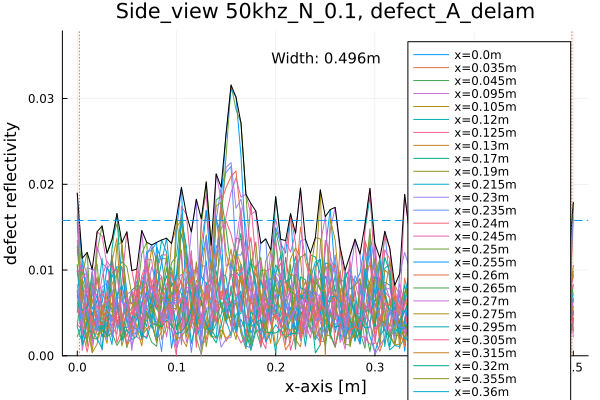 Side_view 50khz_N_0.1, defect_A_delam
Width: 0.496m
defect reflectivity
0.03
0.02
0.01
0.00
0.0
0.1
0.2
0.3
.5
x-axis [m]
x=0.0m
x=0.035m
x=0.045m
x=0.095m
x=0.105m
x=0.12m
x=0.125m
x=0.13m
x=0.17m
x=0.19m
x=0.215m
x=0.23m
x=0.235m
x=0.24m
x=0.245m
x=0.25m
x=0.255m
x=0.26m
x=0.265m
x=0.27m
x=0.275m
x=0.295m
x=0.305m
x=0.315m
x=0.32m
x=0.355m
x=0.36m